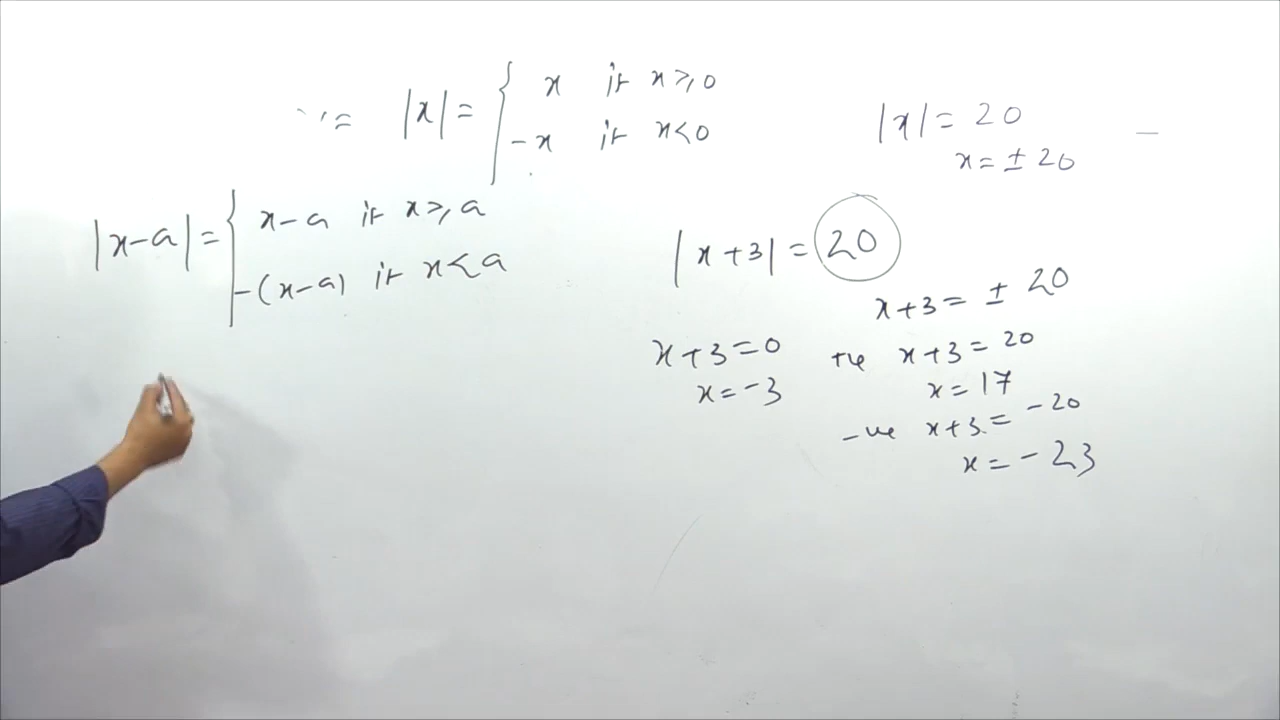 = |x| = { x if x ≥ 0
-x if x < 0
|x-a| = { x-a if x ≥ a
-(x-a) if x < a
|x| = 20
x = ± 20
|x+3| = 20
x+3 = ± 20
x+3 = 0
x = -3
+ve x+3 = 20
x = 17
-ve x+3 = -20
x = -23